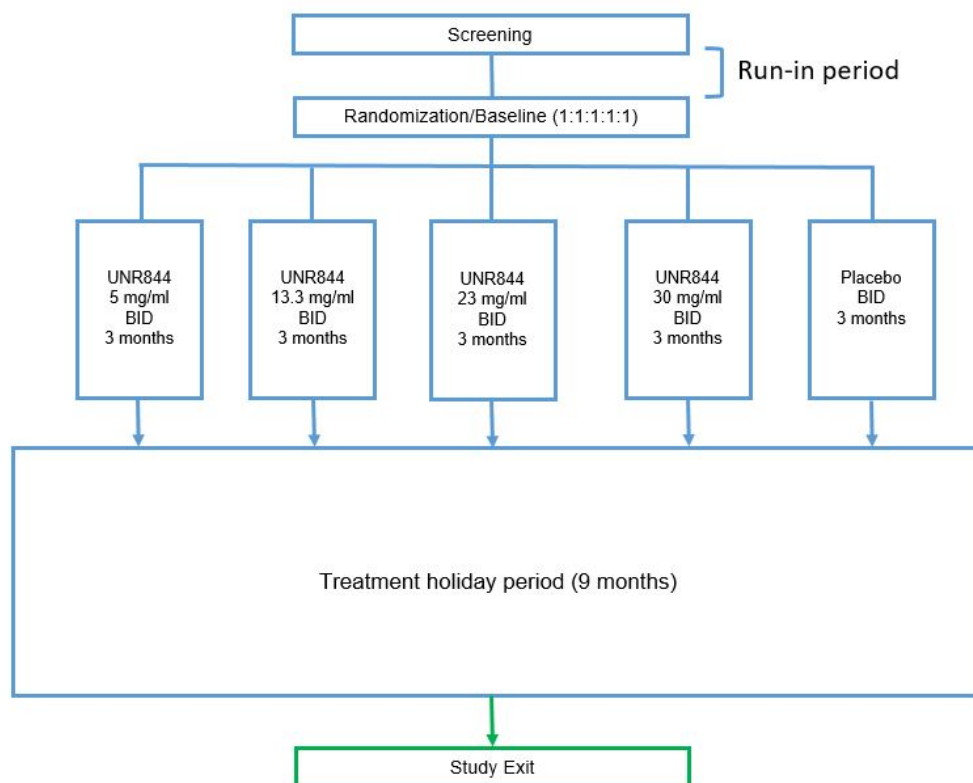 Screening
Run-in period
Randomization/Baseline (1:1:1:1:1)
UNR844
5 mg/ml
BID
3 months
UNR844
13.3 mg/ml
BID
3 months
UNR844
23 mg/ml
BID
3 months
UNR844
30 mg/ml
BID
3 months
Placebo
BID
3 months
Treatment holiday period (9 months)
Study Exit